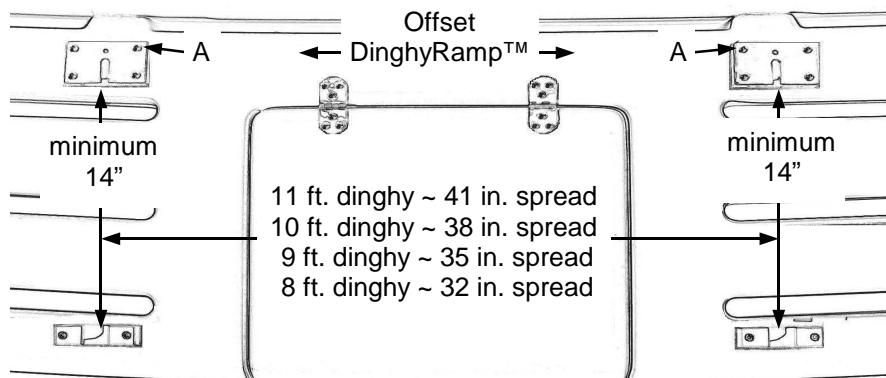 Offset
DinghyRamp™
A
A
minimum
14”
minimum
14”
11 ft. dinghy ~ 41 in. spread
10 ft. dinghy ~ 38 in. spread
9 ft. dinghy ~ 35 in. spread
8 ft. dinghy ~ 32 in. spread